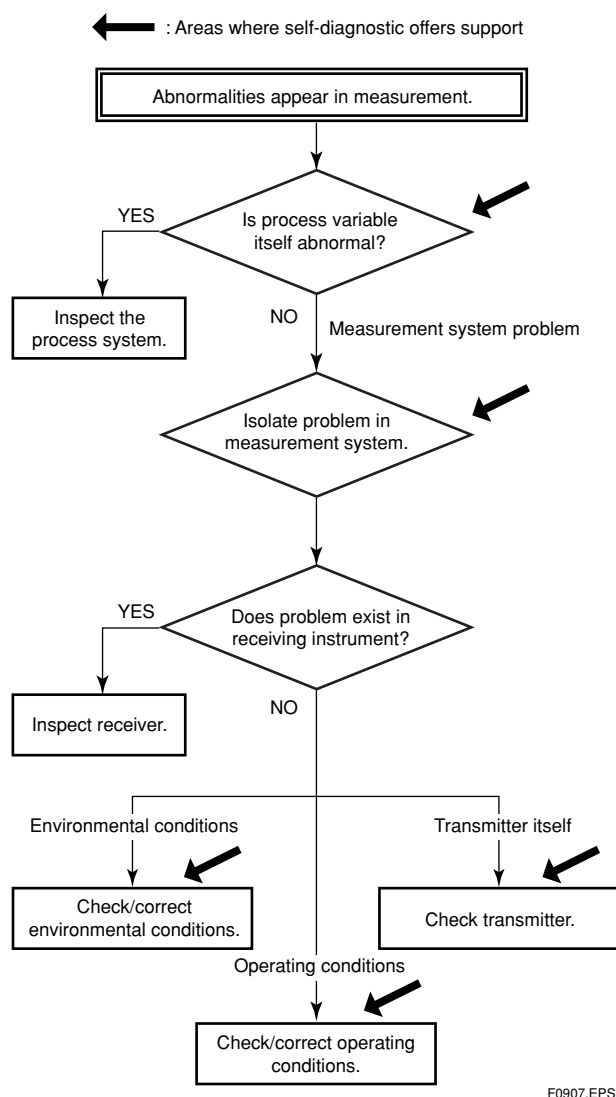 : Areas where self-diagnostic offers support
Abnormalities appear in measurement.
YES
Is process variable
itself abnormal?
Inspect the
process system.
NO
Measurement system problem
Isolate problem in
measurement system.
YES
Does problem exist in
receiving instrument?
Inspect receiver.
NO
Environmental conditions
Transmitter itself
Check/correct
environmental conditions.
Check transmitter.
Operating conditions
Check/correct operating
conditions.
F0907.EPS